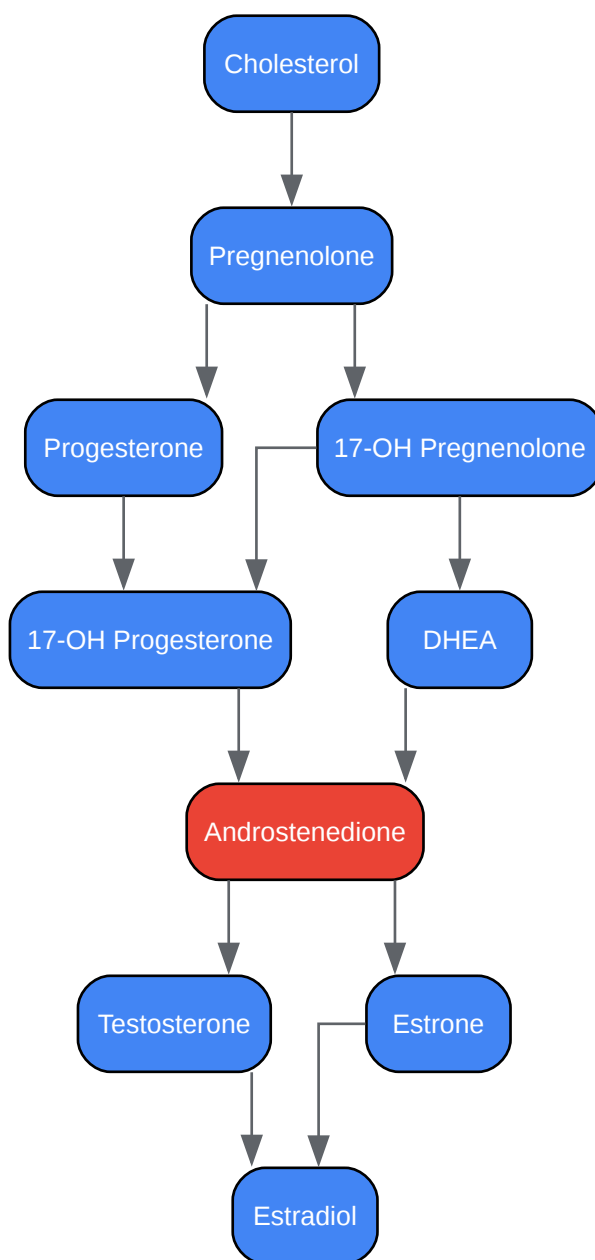 Cholesterol
Pregnenolone
Progesterone
17-OH Pregnenolone
17-OH Progesterone
DHEA
Androstenedione
Testosterone
Estrone
Estradiol